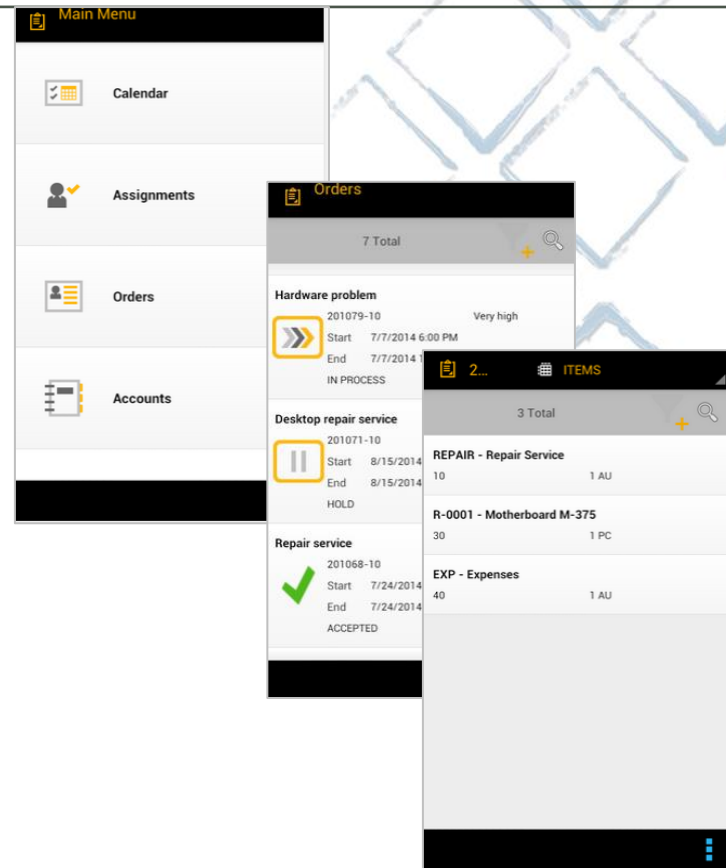 Main Menu
Calendar
Assignments
Orders
Accounts
Orders
7 Total
Hardware problem
201079-10 Very high
Start 7/7/2014 6:00 PM
End 7/7/2014 1
IN PROCESS
Desktop repair service
201071-10
Start 8/15/2014
End 8/15/2014
HOLD
Repair service
201068-10
Start 7/24/2014
End 7/24/2014
ACCEPTED
2... ITEMS
3 Total
REPAIR - Repair Service
10 1 AU
R-0001 - Motherboard M-375
30 1 PC
EXP - Expenses
40 1 AU